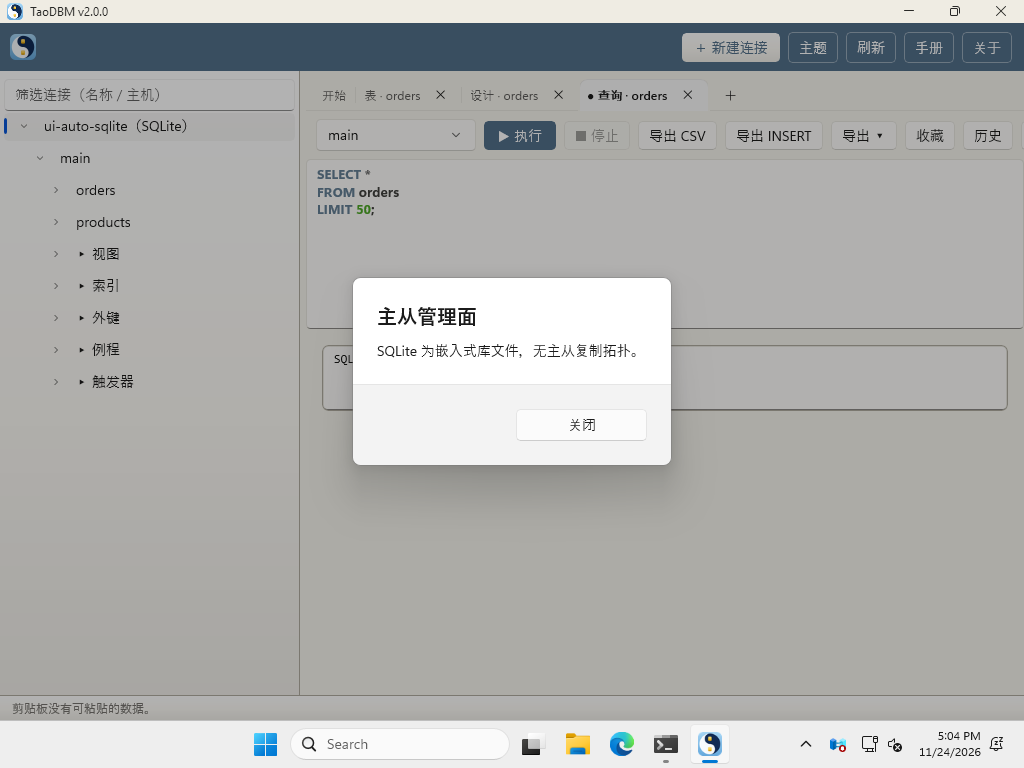 TaoDBM v2.0.0
＋ 新建连接
主题
刷新
手册
关于
筛选连接（名称 / 主机）
开始
表 · orders
设计 · orders
● 查询 · orders
ui-auto-sqlite（SQLite）
main
orders
products
视图
索引
外键
例程
触发器
main
执行
停止
导出 CSV
导出 INSERT
导出
收藏
历史
SELECT *
FROM orders
LIMIT 50;
主从管理面
SQLite 为嵌入式库文件，无主从复制拓扑。
关闭
剪贴板没有可粘贴的数据。
Search
5:04 PM
11/24/2026